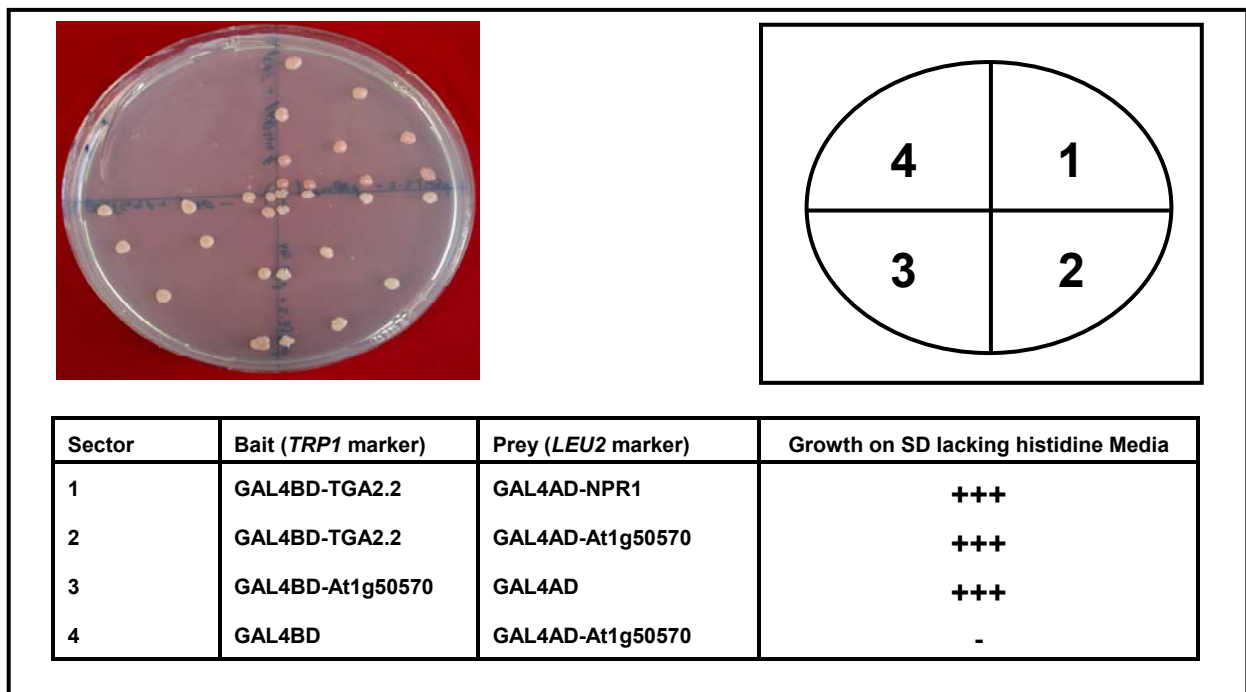 4 1
3 2
Sector Bait (TRP1 marker) Prey (LEU2 marker) Growth on SD lacking histidine Media
1 GAL4BD-TGA2.2 GAL4AD-NPR1 +++
2 GAL4BD-TGA2.2 GAL4AD-At1g50570 +++
3 GAL4BD-At1g50570 GAL4AD +++
4 GAL4BD GAL4AD-At1g50570 -